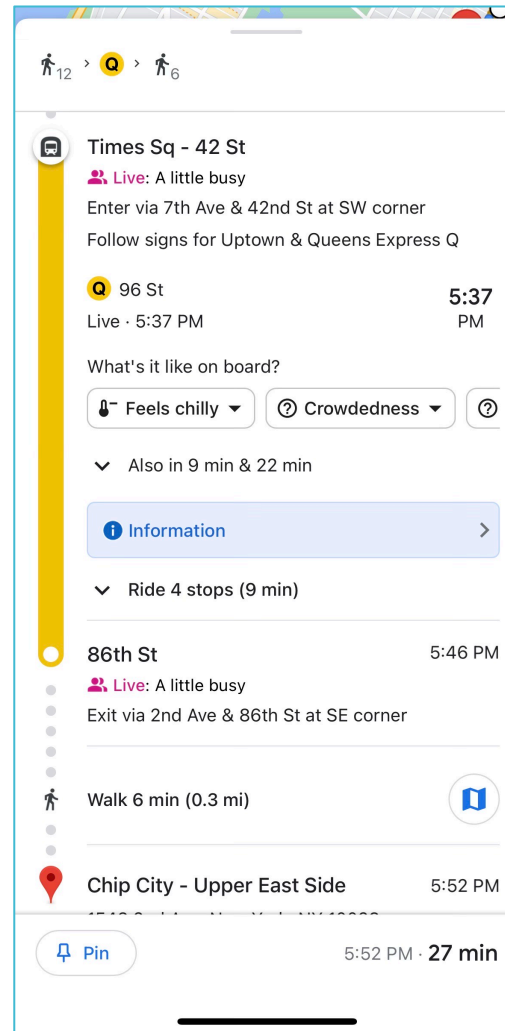 12 > Q > 6
Times Sq - 42 St
Live: A little busy
Enter via 7th Ave & 42nd St at SW corner
Follow signs for Uptown & Queens Express Q
Q 96 St
5:37
Live · 5:37 PM
PM
What's it like on board?
Feels chilly
Crowdedness
Also in 9 min & 22 min
Information
Ride 4 stops (9 min)
86th St
5:46 PM
Live: A little busy
Exit via 2nd Ave & 86th St at SE corner
Walk 6 min (0.3 mi)
Chip City - Upper East Side
5:52 PM
Pin
5:52 PM · 27 min